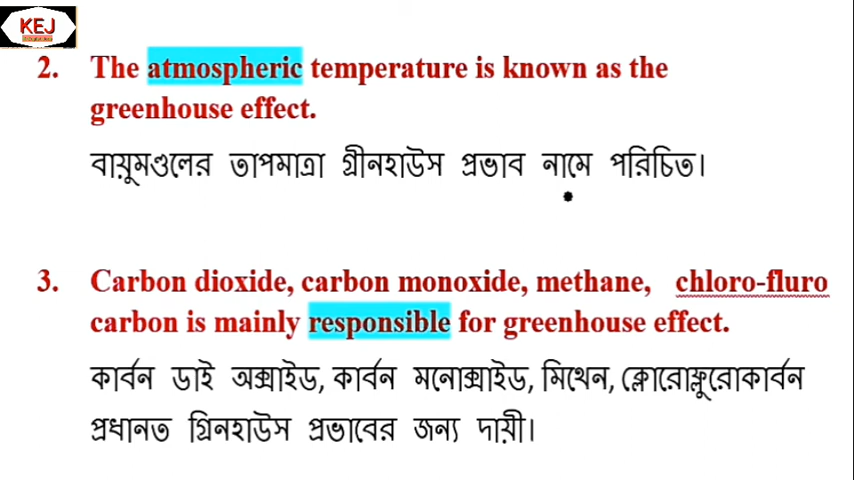 KEJ
2. The atmospheric temperature is known as the
greenhouse effect.
বায়ুমণ্ডলের তাপমাত্রা গ্রীনহাউস প্রভাব নামে পরিচিত।
3. Carbon dioxide, carbon monoxide, methane, chloro-fluro
carbon is mainly responsible for greenhouse effect.
কার্বন ডাই অক্সাইড, কার্বন মনোক্সাইড, মিথেন, ক্লোরোফ্লুরোকার্বন
প্রধানত গ্রিনহাউস প্রভাবের জন্য দায়ী।